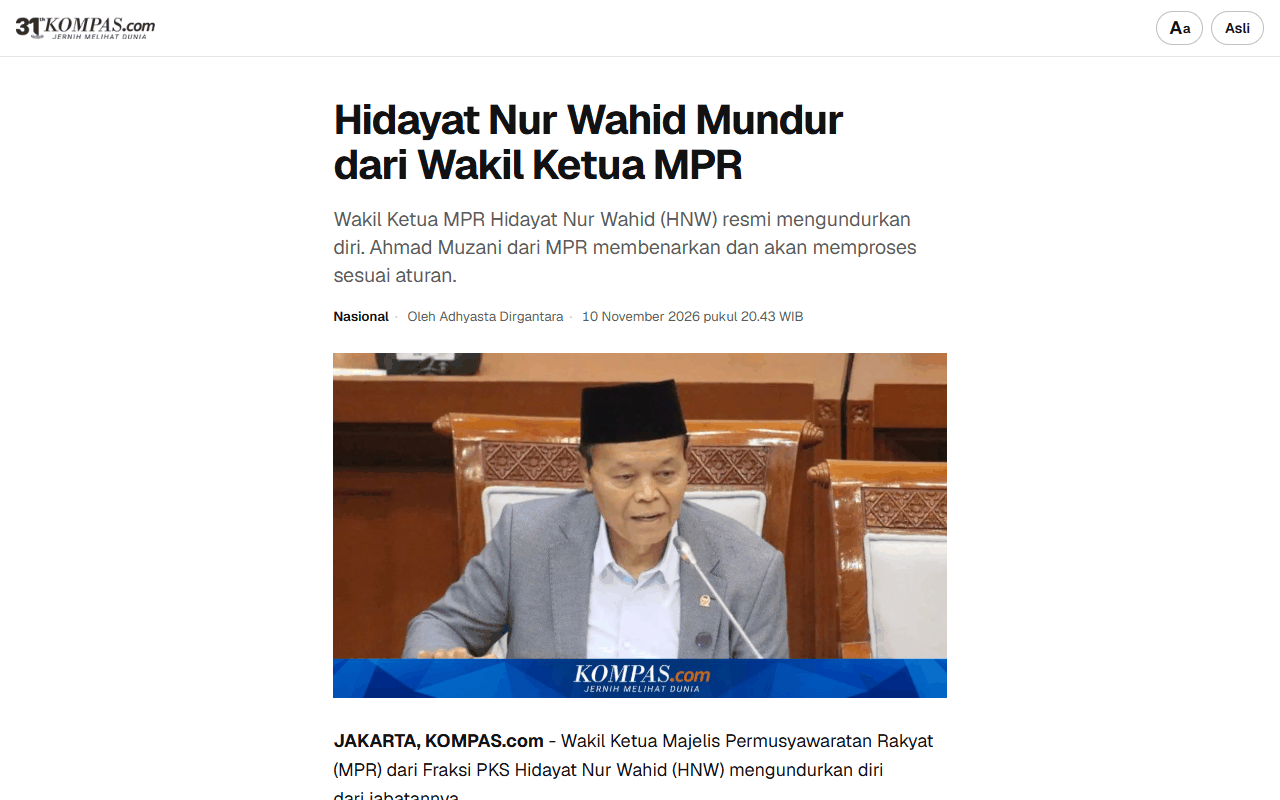 31 KOMPAS.com
JERNIH MELIHAT DUNIA
Aa
Asli
Hidayat Nur Wahid Mundur
dari Wakil Ketua MPR
Wakil Ketua MPR Hidayat Nur Wahid (HNW) resmi mengundurkan
diri. Ahmad Muzani dari MPR membenarkan dan akan memproses
sesuai aturan.
Nasional · Oleh Adhyasta Dirgantara · 10 November 2026 pukul 20.43 WIB
KOMPAS.com
JERNIH MELIHAT DUNIA
JAKARTA, KOMPAS.com - Wakil Ketua Majelis Permusyawaratan Rakyat
(MPR) dari Fraksi PKS Hidayat Nur Wahid (HNW) mengundurkan diri
dari jabatannya